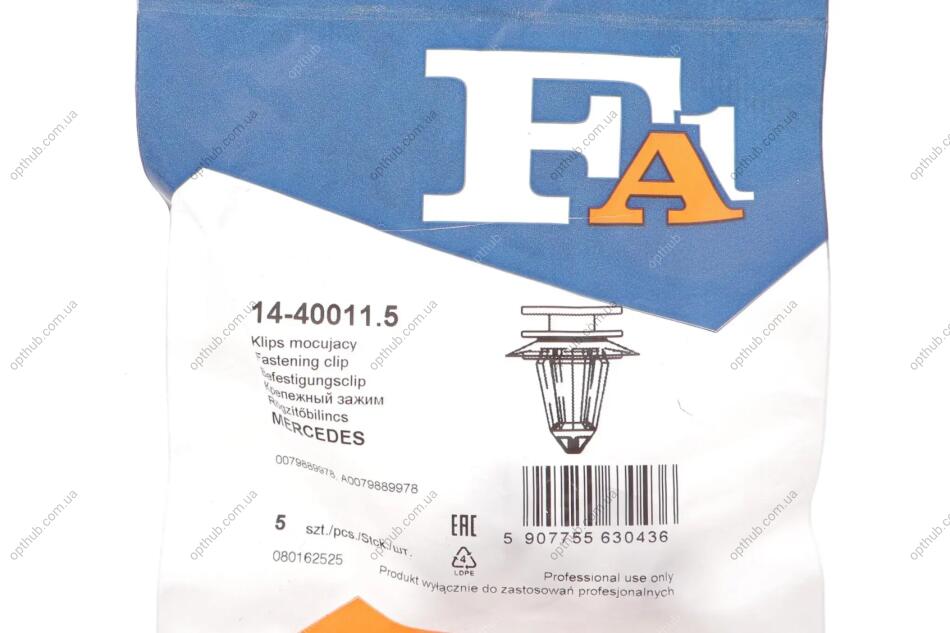 FA1
14-40011.5
Klips mocujacy
Fastening clip
Befestigungsclip
Крепежный зажим
Rögzitőbilincs
MERCEDES
0079889978, A0079889978
5 szt./pcs./Stck./шт.
080162525
EAC
4
LDPE
5 907755 630436
Professional use only
Produkt wyłącznie do zastosowań profesjonalnych
opthub.com.ua